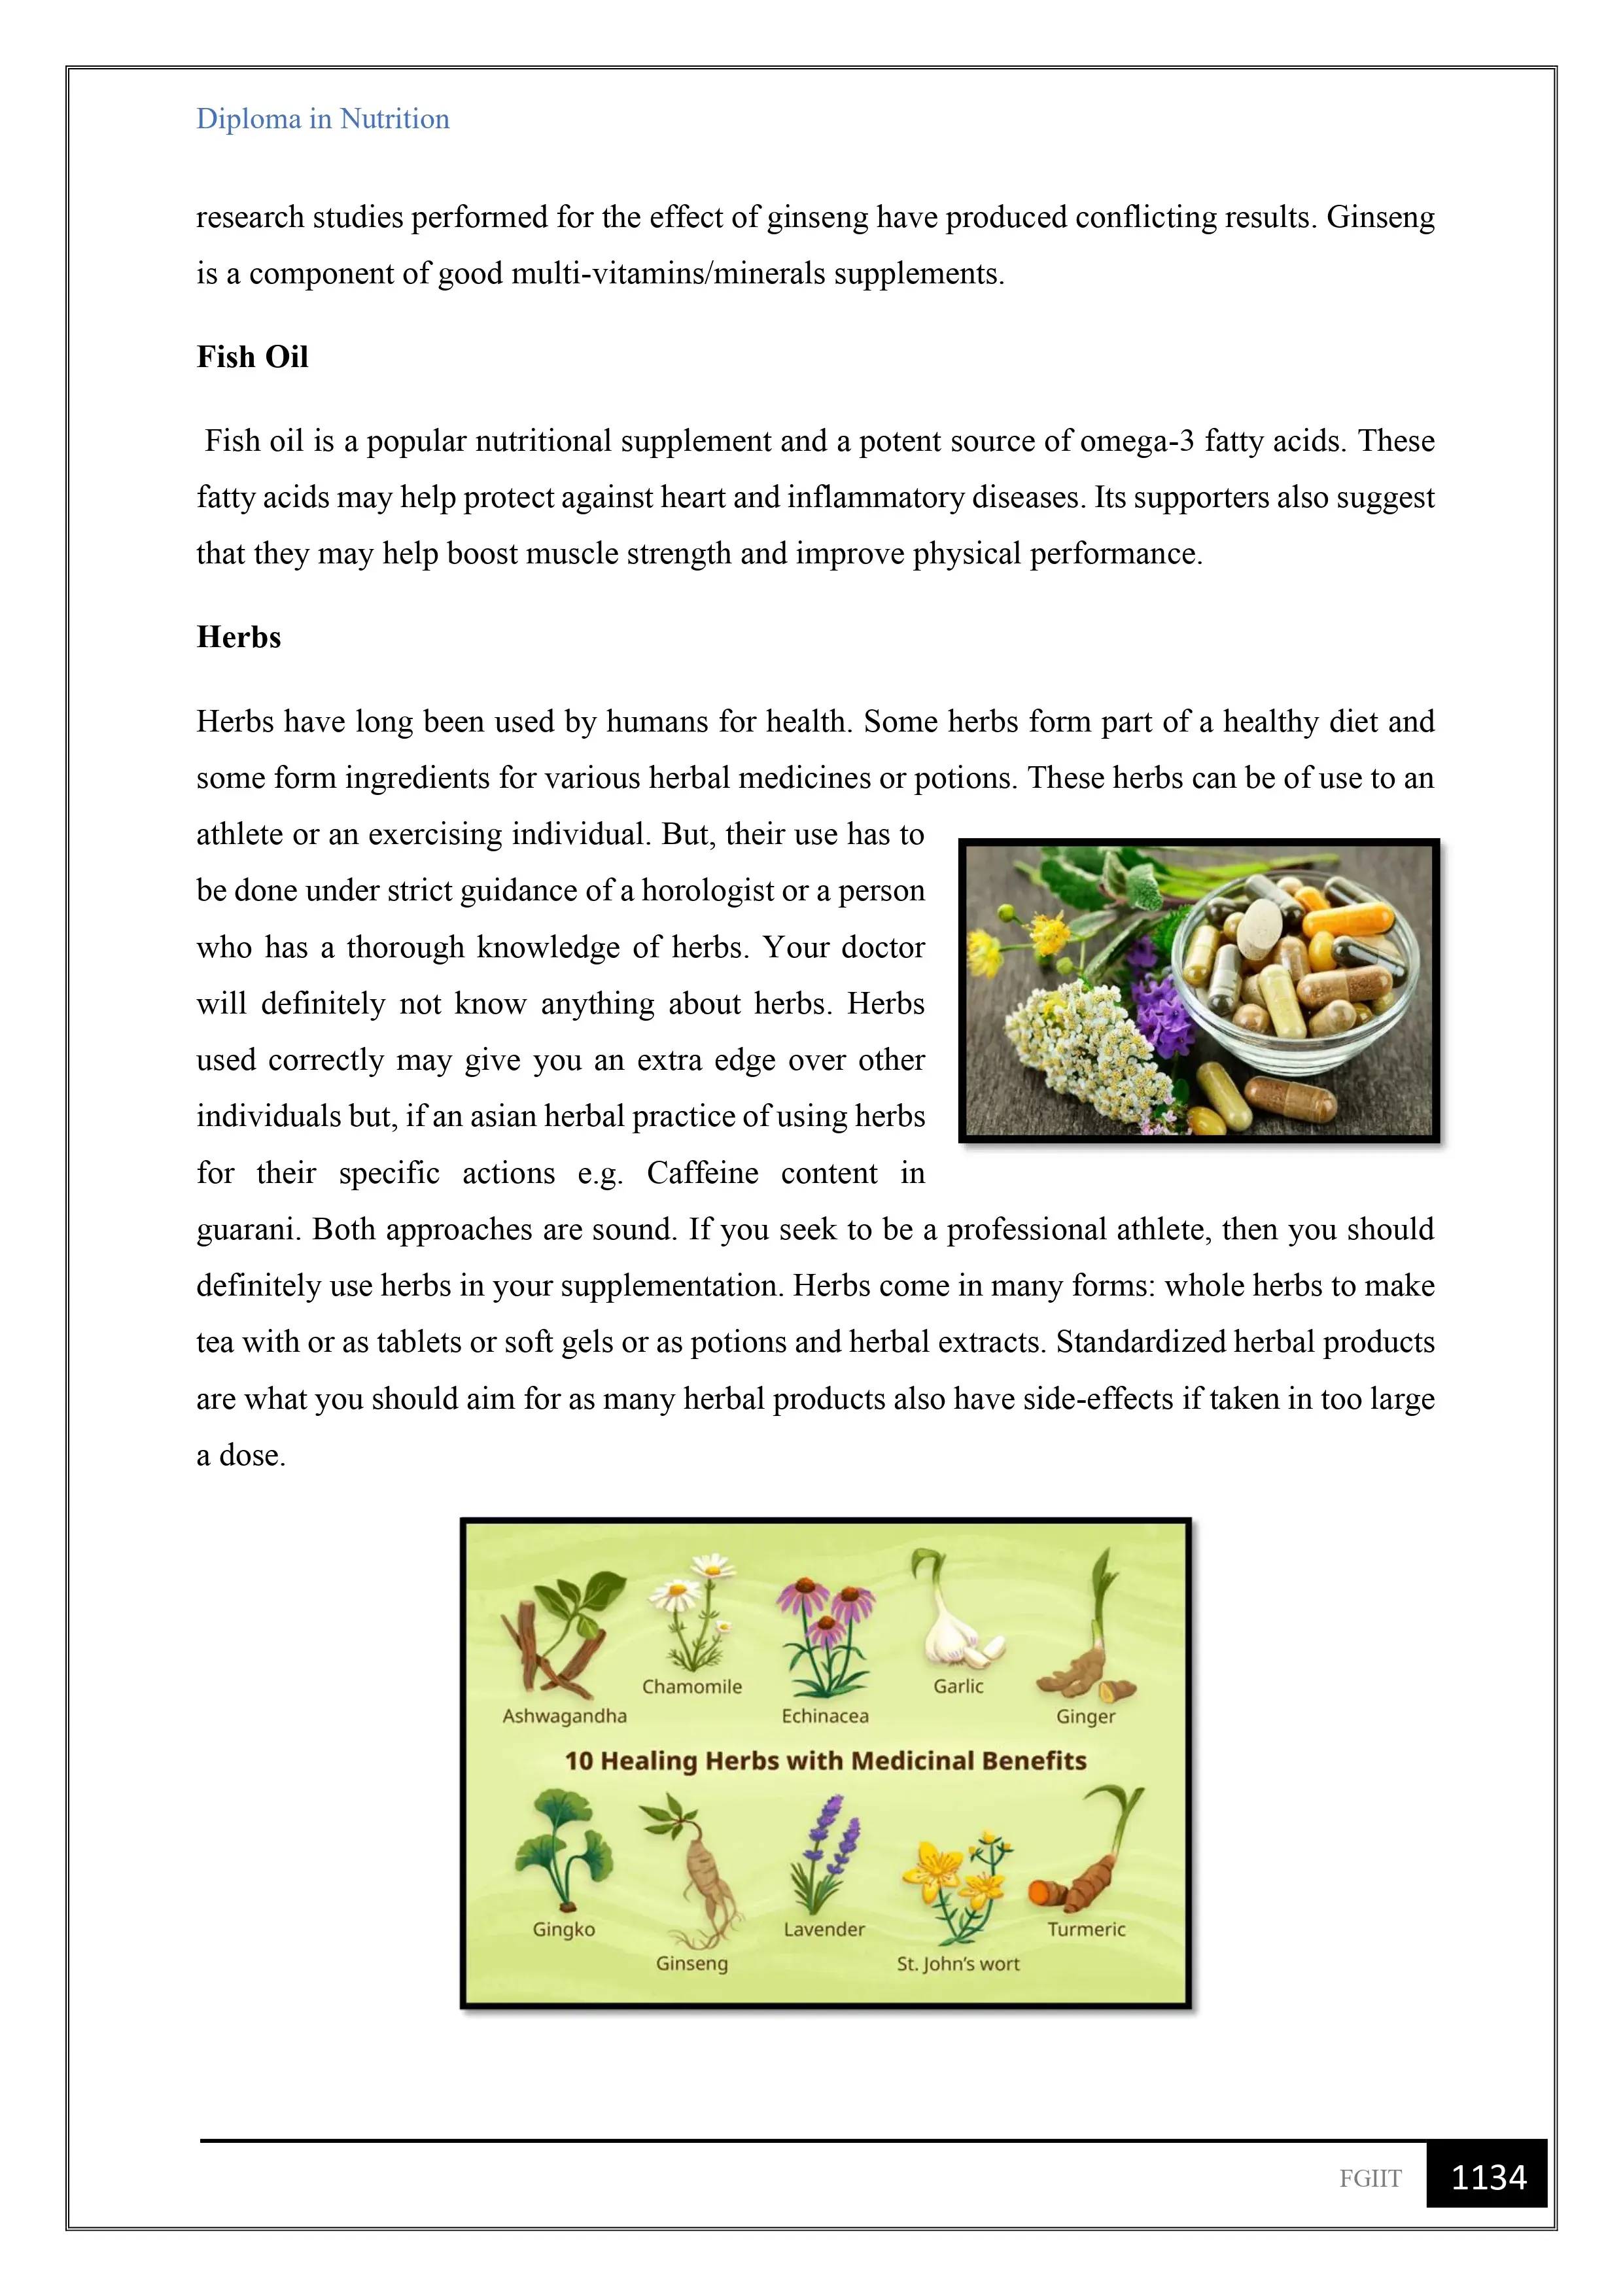 Diploma in Nutrition
research studies performed for the effect of ginseng have produced conflicting results. Ginseng
is a component of good multi-vitamins/minerals supplements.
Fish Oil
Fish oil is a popular nutritional supplement and a potent source of omega-3 fatty acids. These
fatty acids may help protect against heart and inflammatory diseases. Its supporters also suggest
that they may help boost muscle strength and improve physical performance.
Herbs
Herbs have long been used by humans for health. Some herbs form part of a healthy diet and
some form ingredients for various herbal medicines or potions. These herbs can be of use to an
athlete or an exercising individual. But, their use has to
be done under strict guidance of a horologist or a person
who has a thorough knowledge of herbs. Your doctor
will definitely not know anything about herbs. Herbs
used correctly may give you an extra edge over other
individuals but, if an asian herbal practice of using herbs
for their specific actions e.g. Caffeine content in
guarani. Both approaches are sound. If you seek to be a professional athlete, then you should
definitely use herbs in your supplementation. Herbs come in many forms: whole herbs to make
tea with or as tablets or soft gels or as potions and herbal extracts. Standardized herbal products
are what you should aim for as many herbal products also have side-effects if taken in too large
a dose.
Chamomile
Garlic
Ashwagandha
Echinacea
Ginger
10 Healing Herbs with Medicinal Benefits
Gingko
Lavender
Turmeric
Ginseng
St. John's wort
FGIIT
1134